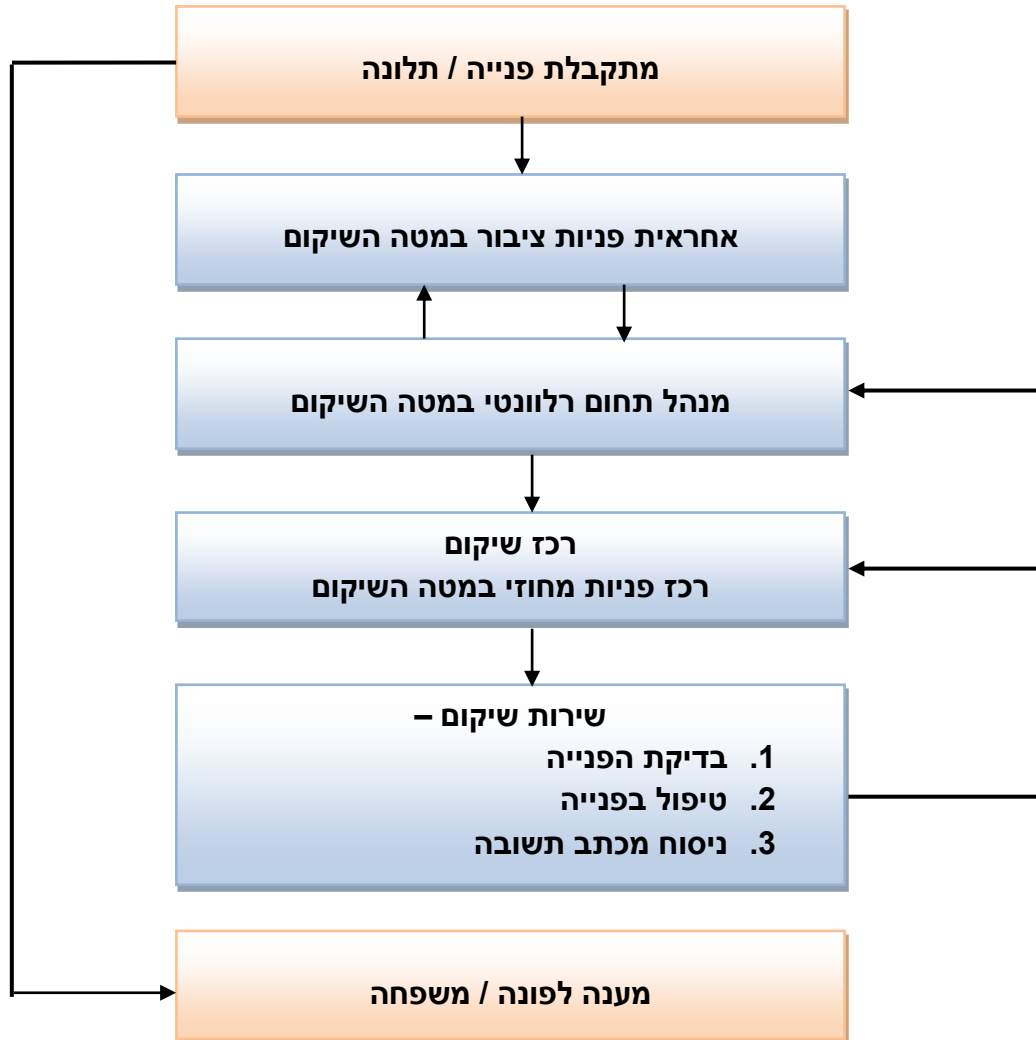 מתקבלת פנייה / תלונה
אחראית פניות ציבור במטה השיקום
מנהל תחום רלוונטי במטה השיקום
רכז שיקום
רכז פניות מחוזי במטה השיקום
שירות שיקום –
1. בדיקת הפנייה
2. טיפול בפנייה
3. ניסוח מכתב תשובה
מענה לפונה / משפחה